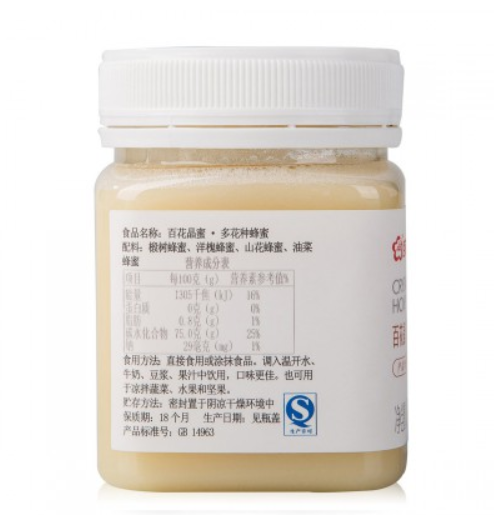 食品名称：百花晶蜜·多花种蜂蜜
配料：椴树蜂蜜、洋槐蜂蜜、山花蜂蜜、油菜
蜂蜜
营养成分表
项目 每100克（g） 营养素参考值%
能量 1305千焦（kJ） 16%
蛋白质 0克（g） 0%
脂肪 0.8克（g） 1%
碳水化合物 75.0克（g） 25%
钠 29毫克（mg） 1%
食用方法：直接食用或涂抹食品、调入温开水、
牛奶、豆浆、果汁中饮用，口味更佳，也可用
于凉拌蔬菜、水果和坚果。
贮存方法：密封置于阴凉干燥环境中
保质期：18个月 生产日期：见瓶盖
产品标准号：GB 14963
生产许可
CRY
HON
百花
净